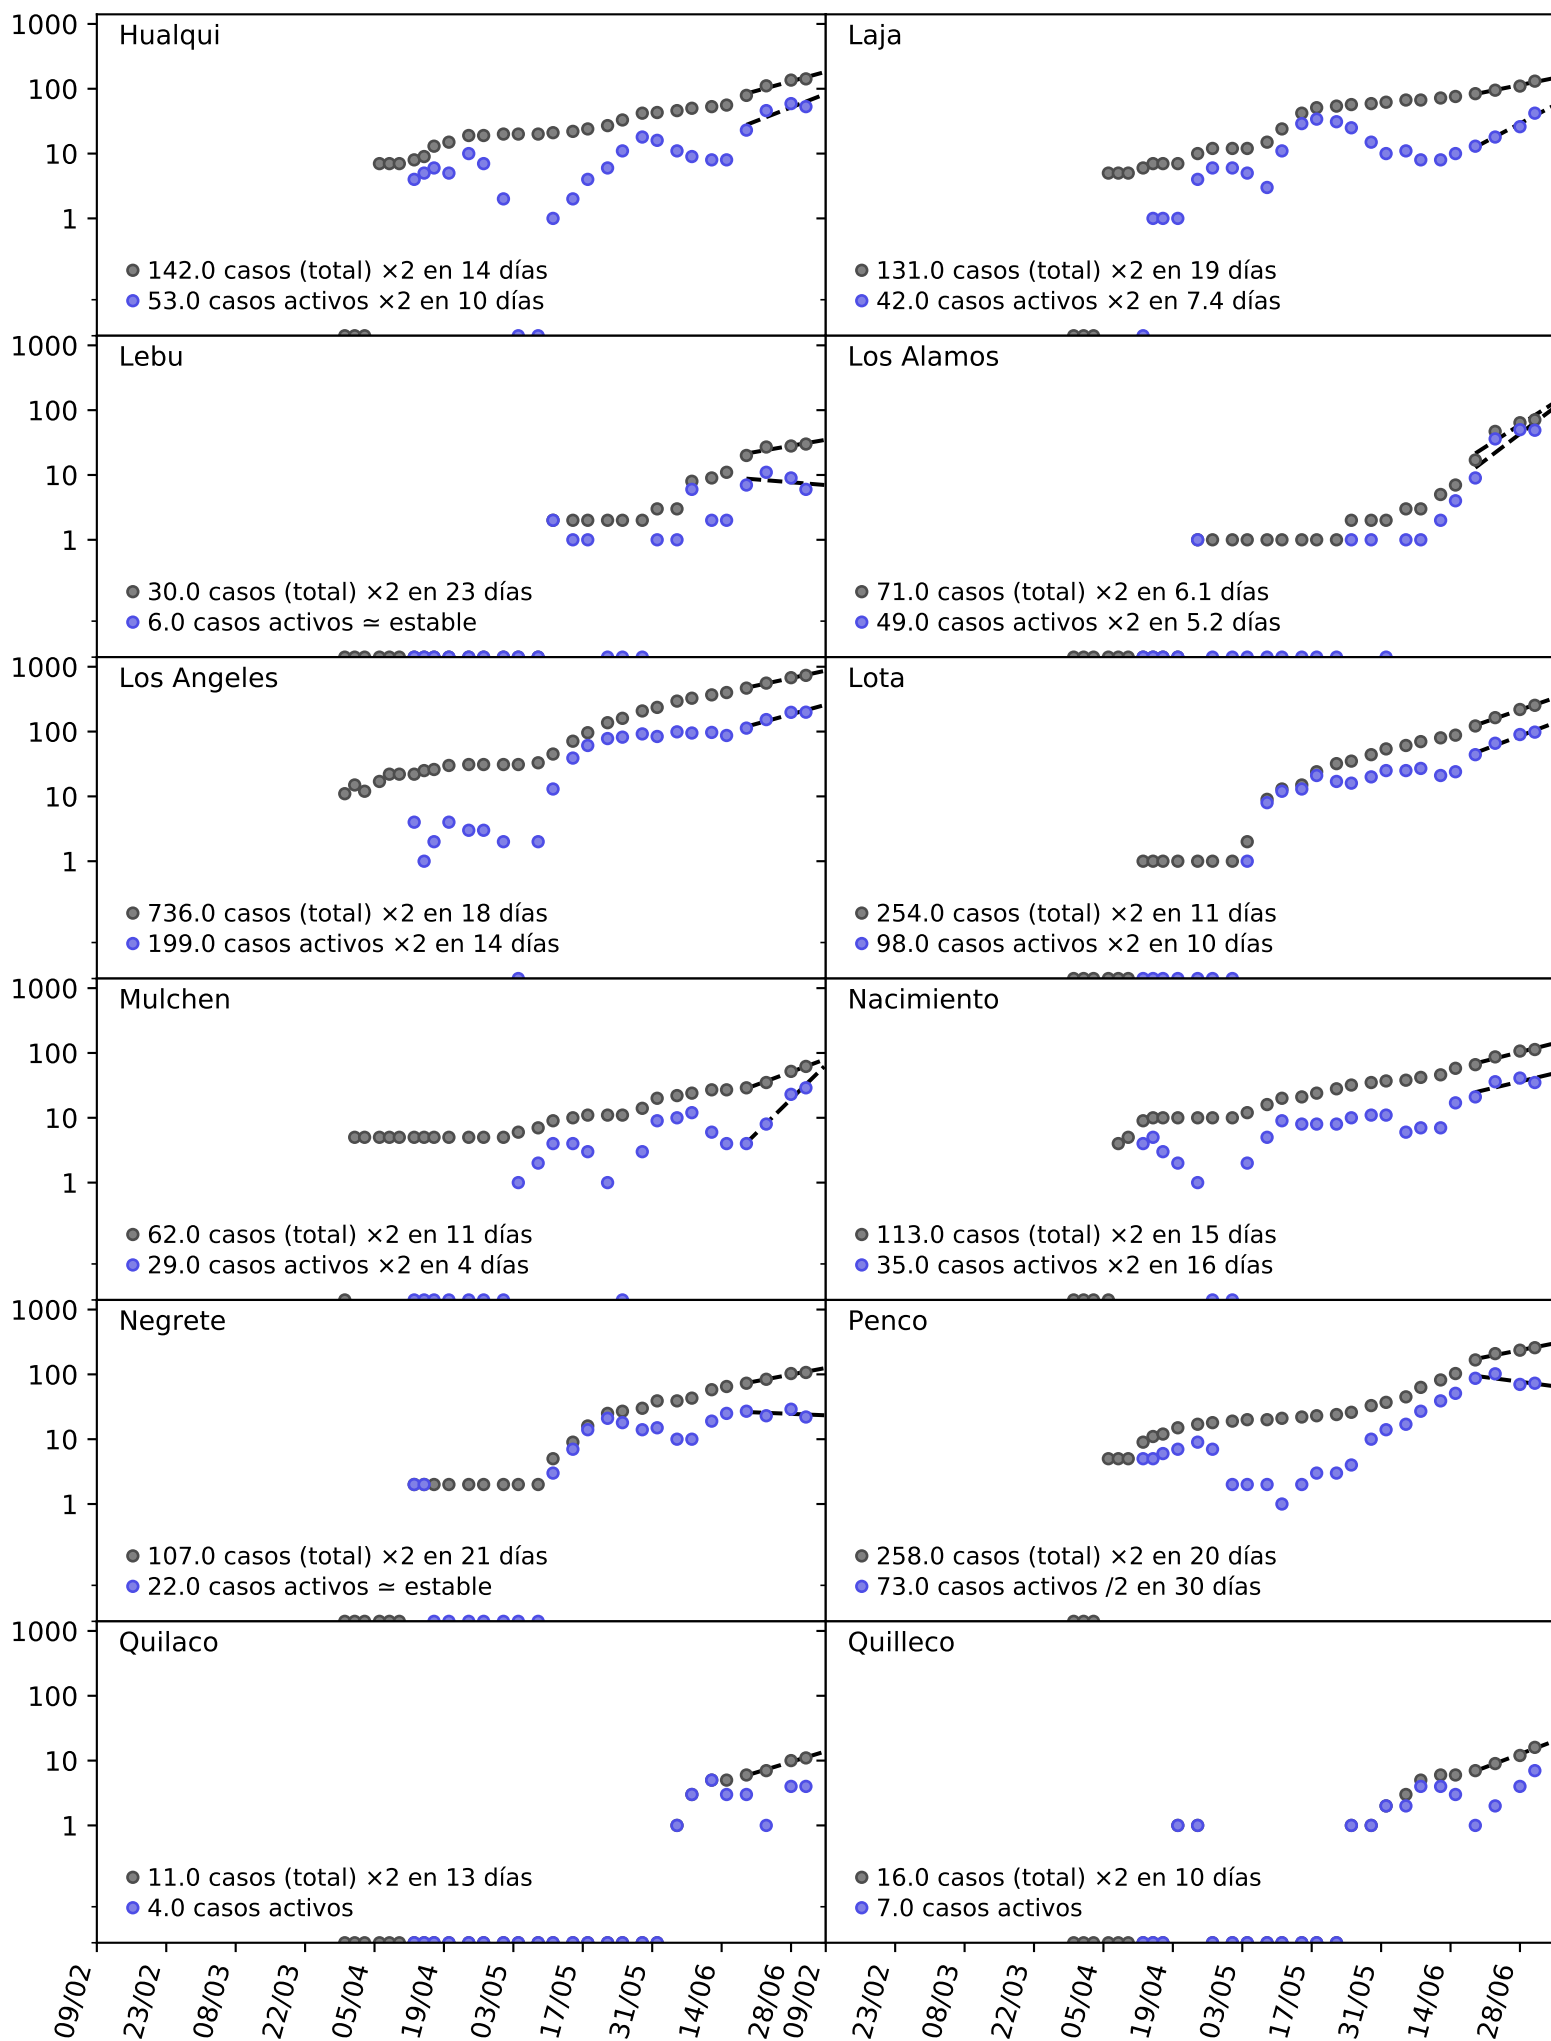 1000 Hualqui Laja
100
10
1
142.0 casos (total) ×2 en 14 días 131.0 casos (total) ×2 en 19 días
53.0 casos activos ×2 en 10 días 42.0 casos activos ×2 en 7.4 días
1000 Lebu Los Alamos
100
10
1
30.0 casos (total) ×2 en 23 días 71.0 casos (total) ×2 en 6.1 días
6.0 casos activos ≃ estable 49.0 casos activos ×2 en 5.2 días
1000 Los Angeles Lota
100
10
1
736.0 casos (total) ×2 en 18 días 254.0 casos (total) ×2 en 11 días
199.0 casos activos ×2 en 14 días 98.0 casos activos ×2 en 10 días
1000 Mulchen Nacimiento
100
10
1
62.0 casos (total) ×2 en 11 días 113.0 casos (total) ×2 en 15 días
29.0 casos activos ×2 en 4 días 35.0 casos activos ×2 en 16 días
1000 Negrete Penco
100
10
1
107.0 casos (total) ×2 en 21 días 258.0 casos (total) ×2 en 20 días
22.0 casos activos ≃ estable 73.0 casos activos /2 en 30 días
1000 Quilaco Quilleco
100
10
1
11.0 casos (total) ×2 en 13 días 16.0 casos (total) ×2 en 10 días
4.0 casos activos 7.0 casos activos
09/02 23/02 08/03 22/03 05/04 19/04 03/05 17/05 31/05 14/06 28/06 09/02 23/02 08/03 22/03 05/04 19/04 03/05 17/05 31/05 14/06 28/06